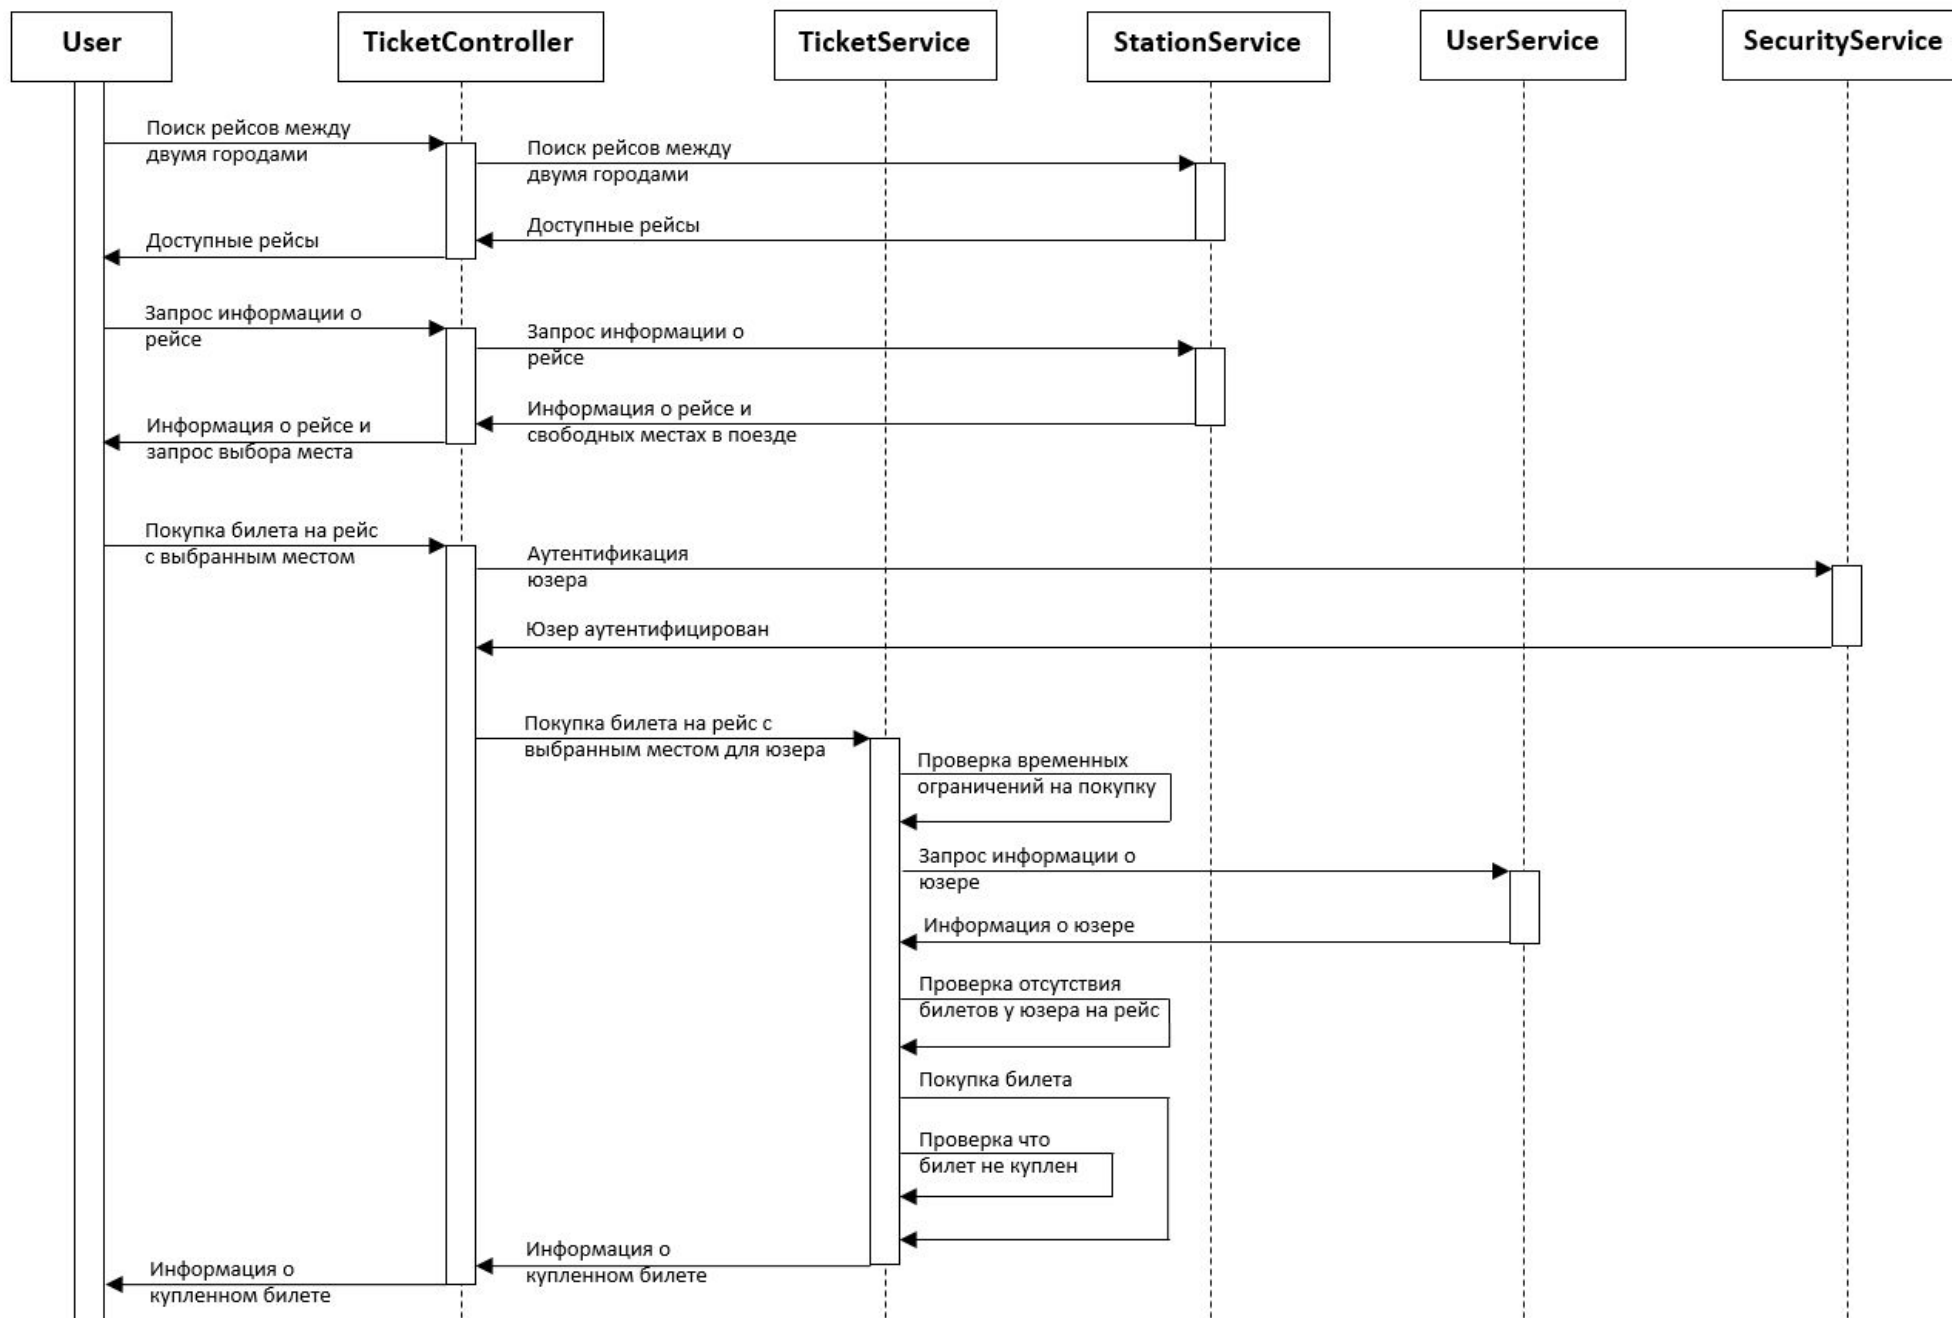 User
TicketController
TicketService
StationService
UserService
SecurityService
Поиск рейсов между
двумя городами
Поиск рейсов между
двумя городами
Доступные рейсы
Доступные рейсы
Запрос информации о
рейсе
Запрос информации о
рейсе
Информация о рейсе и
свободных местах в поезде
Информация о рейсе и
запрос выбора места
Покупка билета на рейс
с выбранным местом
Аутентификация
юзера
Юзер аутентифицирован
Покупка билета на рейс с
выбранным местом для юзера
Проверка временных
ограничений на покупку
Запрос информации о
юзере
Информация о юзере
Проверка отсутствия
билетов у юзера на рейс
Покупка билета
Проверка что
билет не куплен
Информация о
купленном билете
Информация о
купленном билете